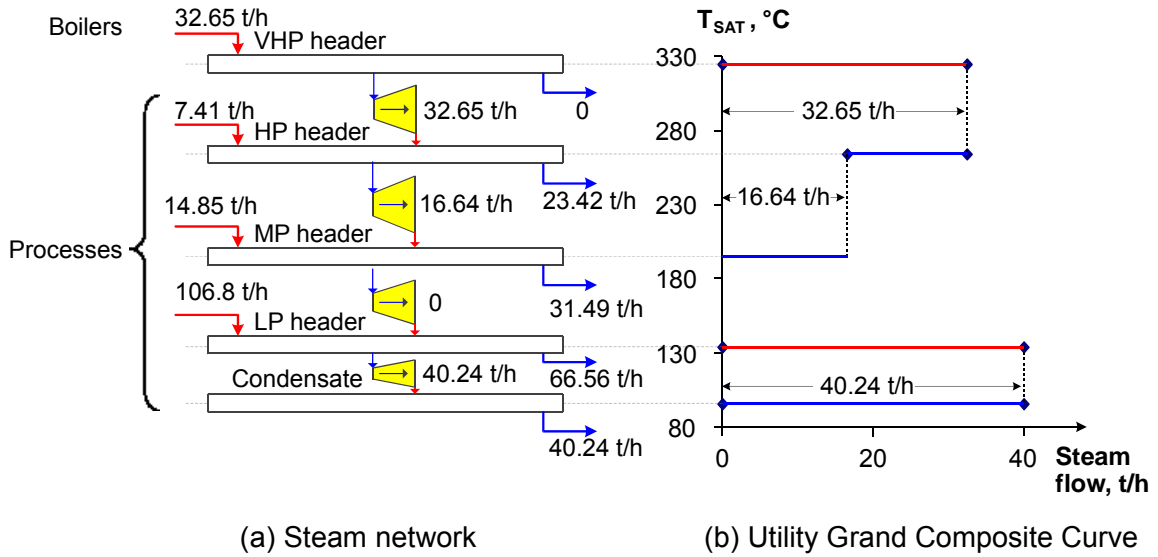 32.65 t/h
Boilers
VHP header
32.65 t/h
0
7.41 t/h
HP header
16.64 t/h
23.42 t/h
14.85 t/h
Processes
MP header
0
31.49 t/h
106.8 t/h
LP header
Condensate
40.24 t/h
66.56 t/h
40.24 t/h
(a) Steam network
T_SAT , °C
330
32.65 t/h
280
16.64 t/h
230
180
130
40.24 t/h
80
0 20 40
Steam
flow, t/h
(b) Utility Grand Composite Curve